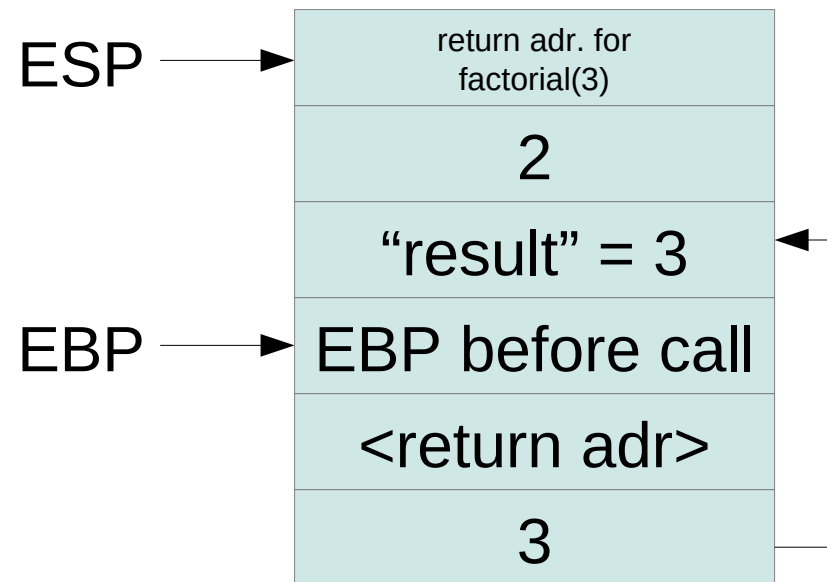 ESP
return adr. for
factorial(3)
2
“result” = 3
EBP
EBP before call
<return adr>
3